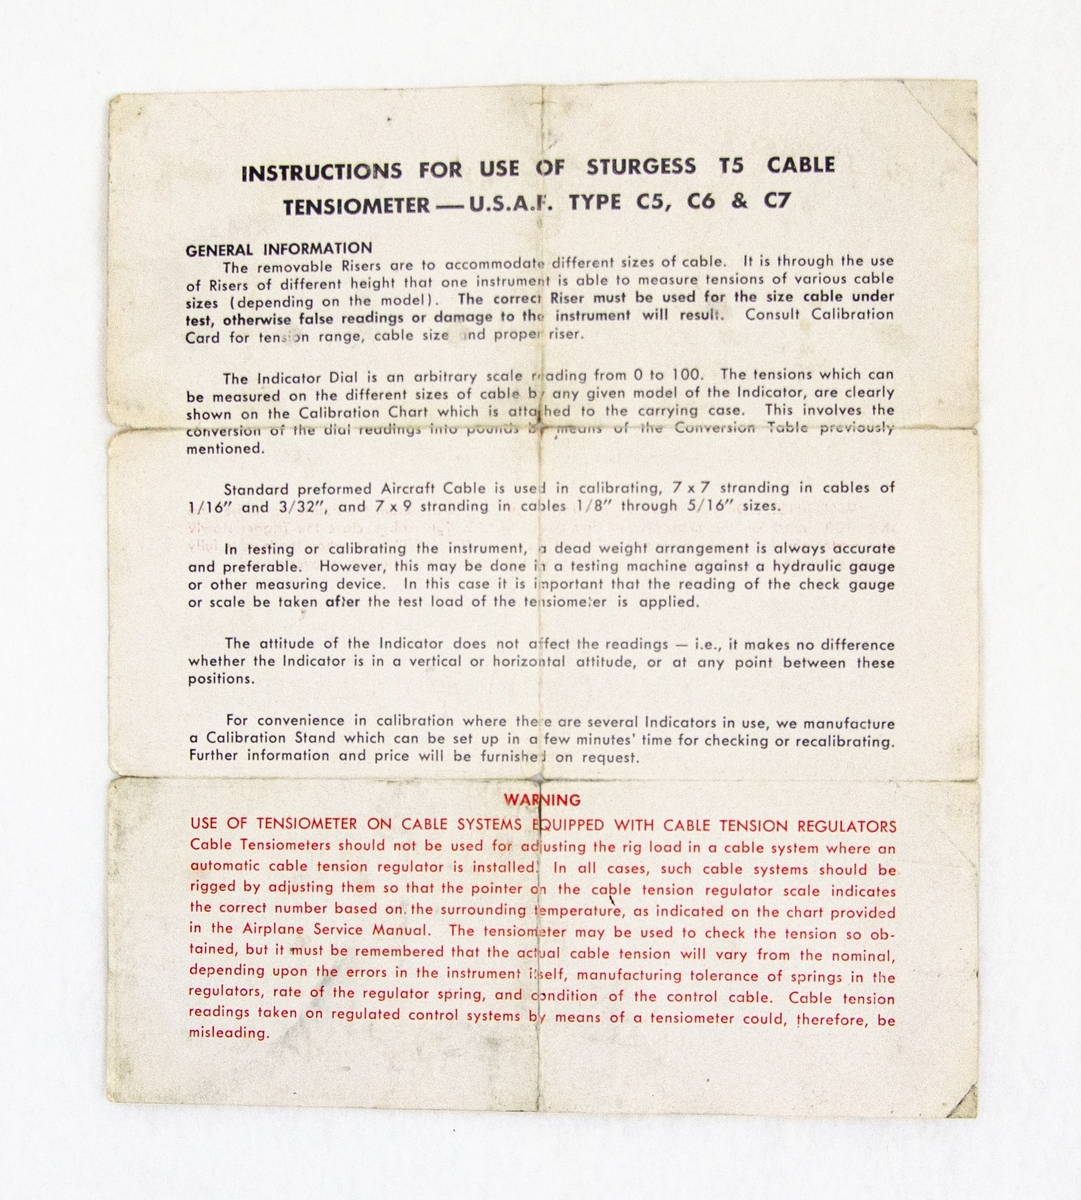 INSTRUCTIONS FOR USE OF STURGESS T5 CABLE
TENSIOMETER — U.S.A.F. TYPE C5, C6 & C7
GENERAL INFORMATION
The removable Risers are to accommodate different sizes of cable. It is through the use
of Risers of different height that one instrument is able to measure tensions of various cable
sizes (depending on the model). The correct Riser must be used for the size cable under
test, otherwise false readings or damage to the instrument will result. Consult Calibration
Card for tension range, cable size and proper riser.
The Indicator Dial is an arbitrary scale reading from 0 to 100. The tensions which can
be measured on the different sizes of cable by any given model of the Indicator, are clearly
shown on the Calibration Chart which is attached to the carrying case. This involves the
conversion of the dial readings into pounds by means of the Conversion Table previously
mentioned.
Standard preformed Aircraft Cable is used in calibrating, 7 x 7 stranding in cables of
1/16″ and 3/32″, and 7 x 9 stranding in cables 1/8″ through 5/16″ sizes.
In testing or calibrating the instrument, a dead weight arrangement is always accurate
and preferable. However, this may be done in a testing machine against a hydraulic gauge
or other measuring device. In this case it is important that the reading of the check gauge
or scale be taken after the test load of the tensiometer is applied.
The attitude of the Indicator does not affect the readings — i.e., it makes no difference
whether the Indicator is in a vertical or horizontal attitude, or at any point between these
positions.
For convenience in calibration where there are several Indicators in use, we manufacture
a Calibration Stand which can be set up in a few minutes' time for checking or recalibrating.
Further information and price will be furnished on request.
WARNING
USE OF TENSIOMETER ON CABLE SYSTEMS EQUIPPED WITH CABLE TENSION REGULATORS
Cable Tensiometers should not be used for adjusting the rig load in a cable system where an
automatic cable tension regulator is installed. In all cases, such cable systems should be
rigged by adjusting them so that the pointer on the cable tension regulator scale indicates
the correct number based on the surrounding temperature, as indicated on the chart provided
in the Airplane Service Manual. The tensiometer may be used to check the tension so ob-
tained, but it must be remembered that the actual cable tension will vary from the nominal,
depending upon the errors in the instrument itself, manufacturing tolerance of springs in the
regulators, rate of the regulator spring, and condition of the control cable. Cable tension
readings taken on regulated control systems by means of a tensiometer could, therefore, be
misleading.